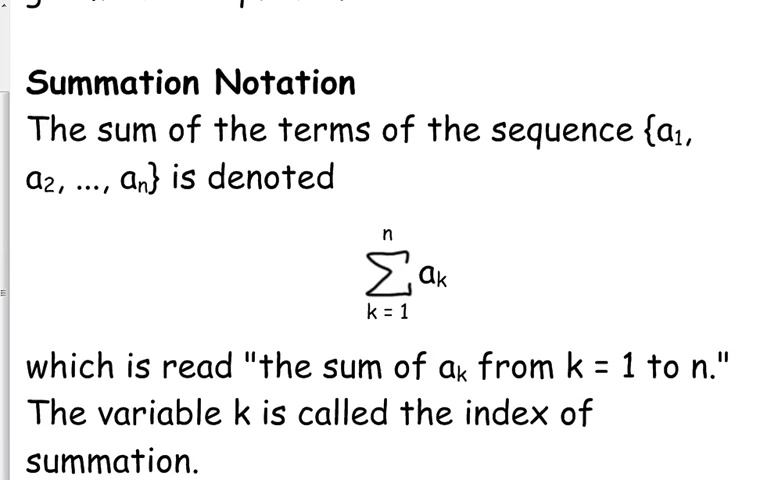 Summation Notation
The sum of the terms of the sequence {a₁,
a₂, ..., aₙ} is denoted
n
∑ aₖ
k = 1
which is read "the sum of aₖ from k = 1 to n."
The variable k is called the index of
summation.